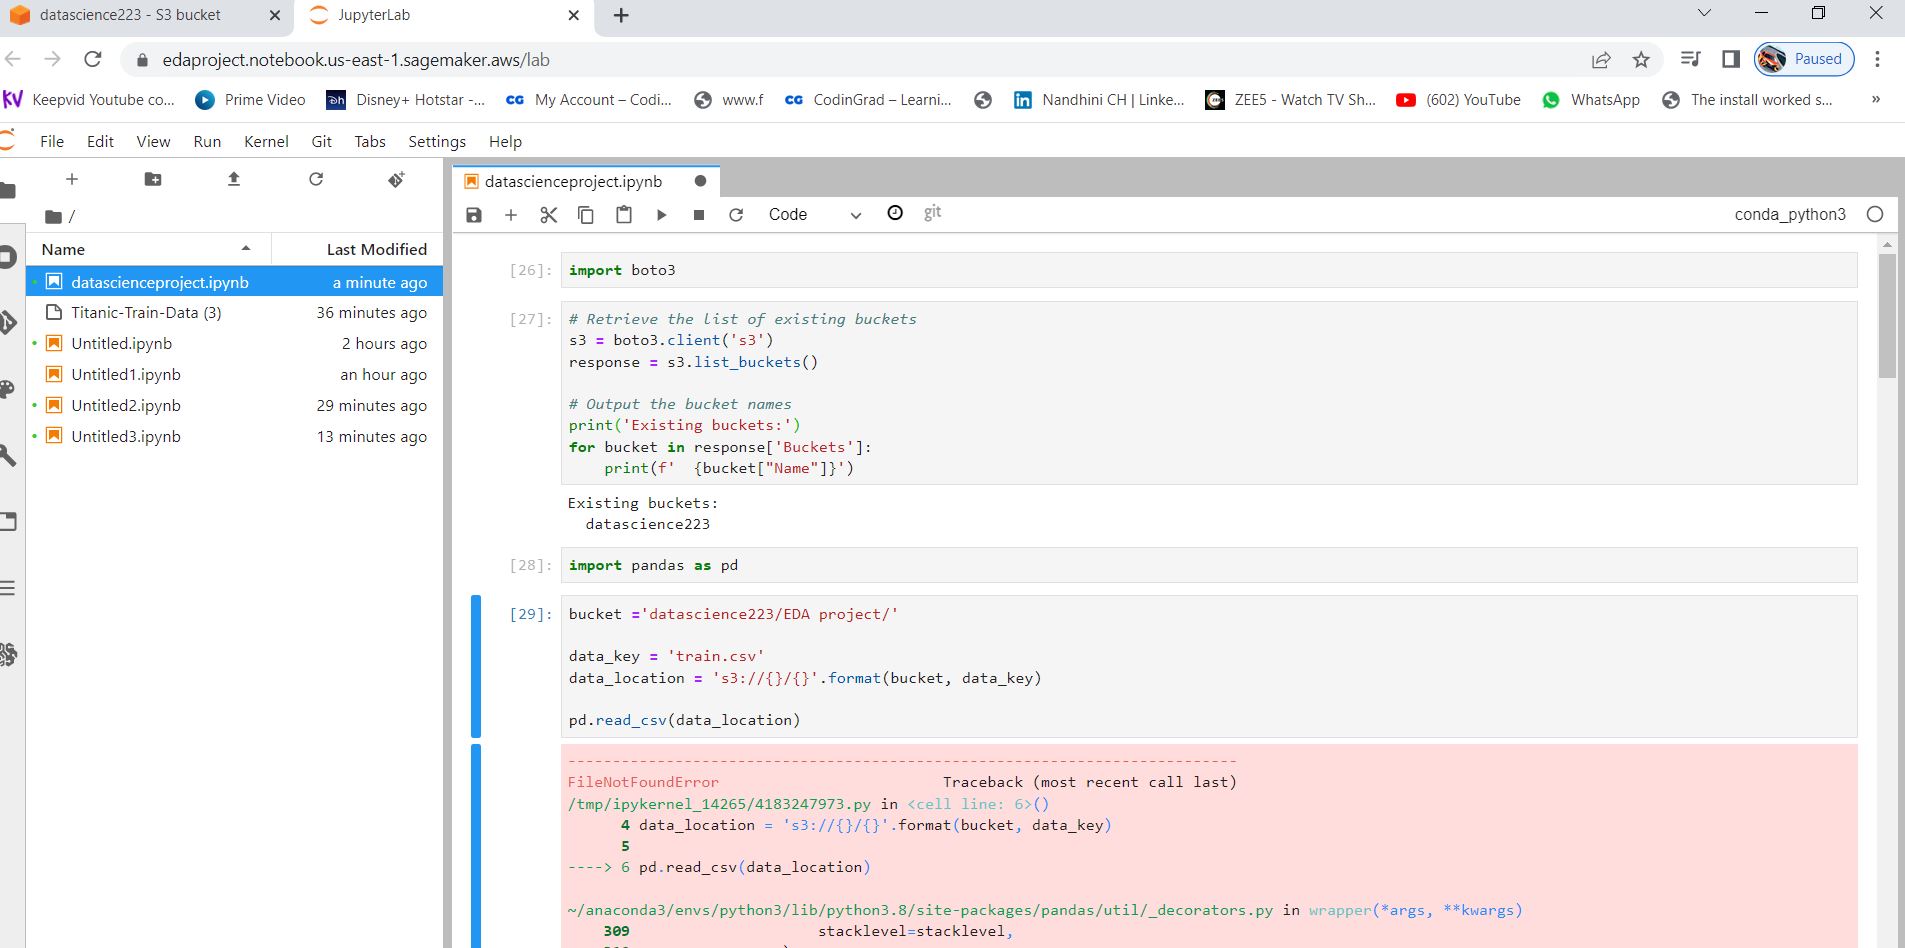 datascience223 - S3 bucket
JupyterLab
edaproject.notebook.us-east-1.sagemaker.aws/lab
Paused
KV Keepvid Youtube co...
Prime Video
Disney+ Hotstar -...
CG My Account – Codi...
www.f
CG CodinGrad – Learni...
Nandhini CH | Linke...
ZEE5 - Watch TV Sh...
(602) YouTube
WhatsApp
The install worked s...
»
File Edit View Run Kernel Git Tabs Settings Help
datascienceproject.ipynb
/
Code
git
conda_python3
Name Last Modified
datascienceproject.ipynb a minute ago
Titanic-Train-Data (3) 36 minutes ago
Untitled.ipynb 2 hours ago
Untitled1.ipynb an hour ago
Untitled2.ipynb 29 minutes ago
Untitled3.ipynb 13 minutes ago
[26]: import boto3
[27]: # Retrieve the list of existing buckets
s3 = boto3.client('s3')
response = s3.list_buckets()
# Output the bucket names
print('Existing buckets:')
for bucket in response['Buckets']:
    print(f'  {bucket["Name"]}')
Existing buckets:
  datascience223
[28]: import pandas as pd
[29]: bucket ='datascience223/EDA project/'
data_key = 'train.csv'
data_location = 's3://{}/{}'.format(bucket, data_key)
pd.read_csv(data_location)
---------------------------------------------------------------------------
FileNotFoundError                         Traceback (most recent call last)
/tmp/ipykernel_14265/4183247973.py in <cell line: 6>()
      4 data_location = 's3://{}/{}'.format(bucket, data_key)
      5
----> 6 pd.read_csv(data_location)
~/anaconda3/envs/python3/lib/python3.8/site-packages/pandas/util/_decorators.py in wrapper(*args, **kwargs)
    309                     stacklevel=stacklevel,